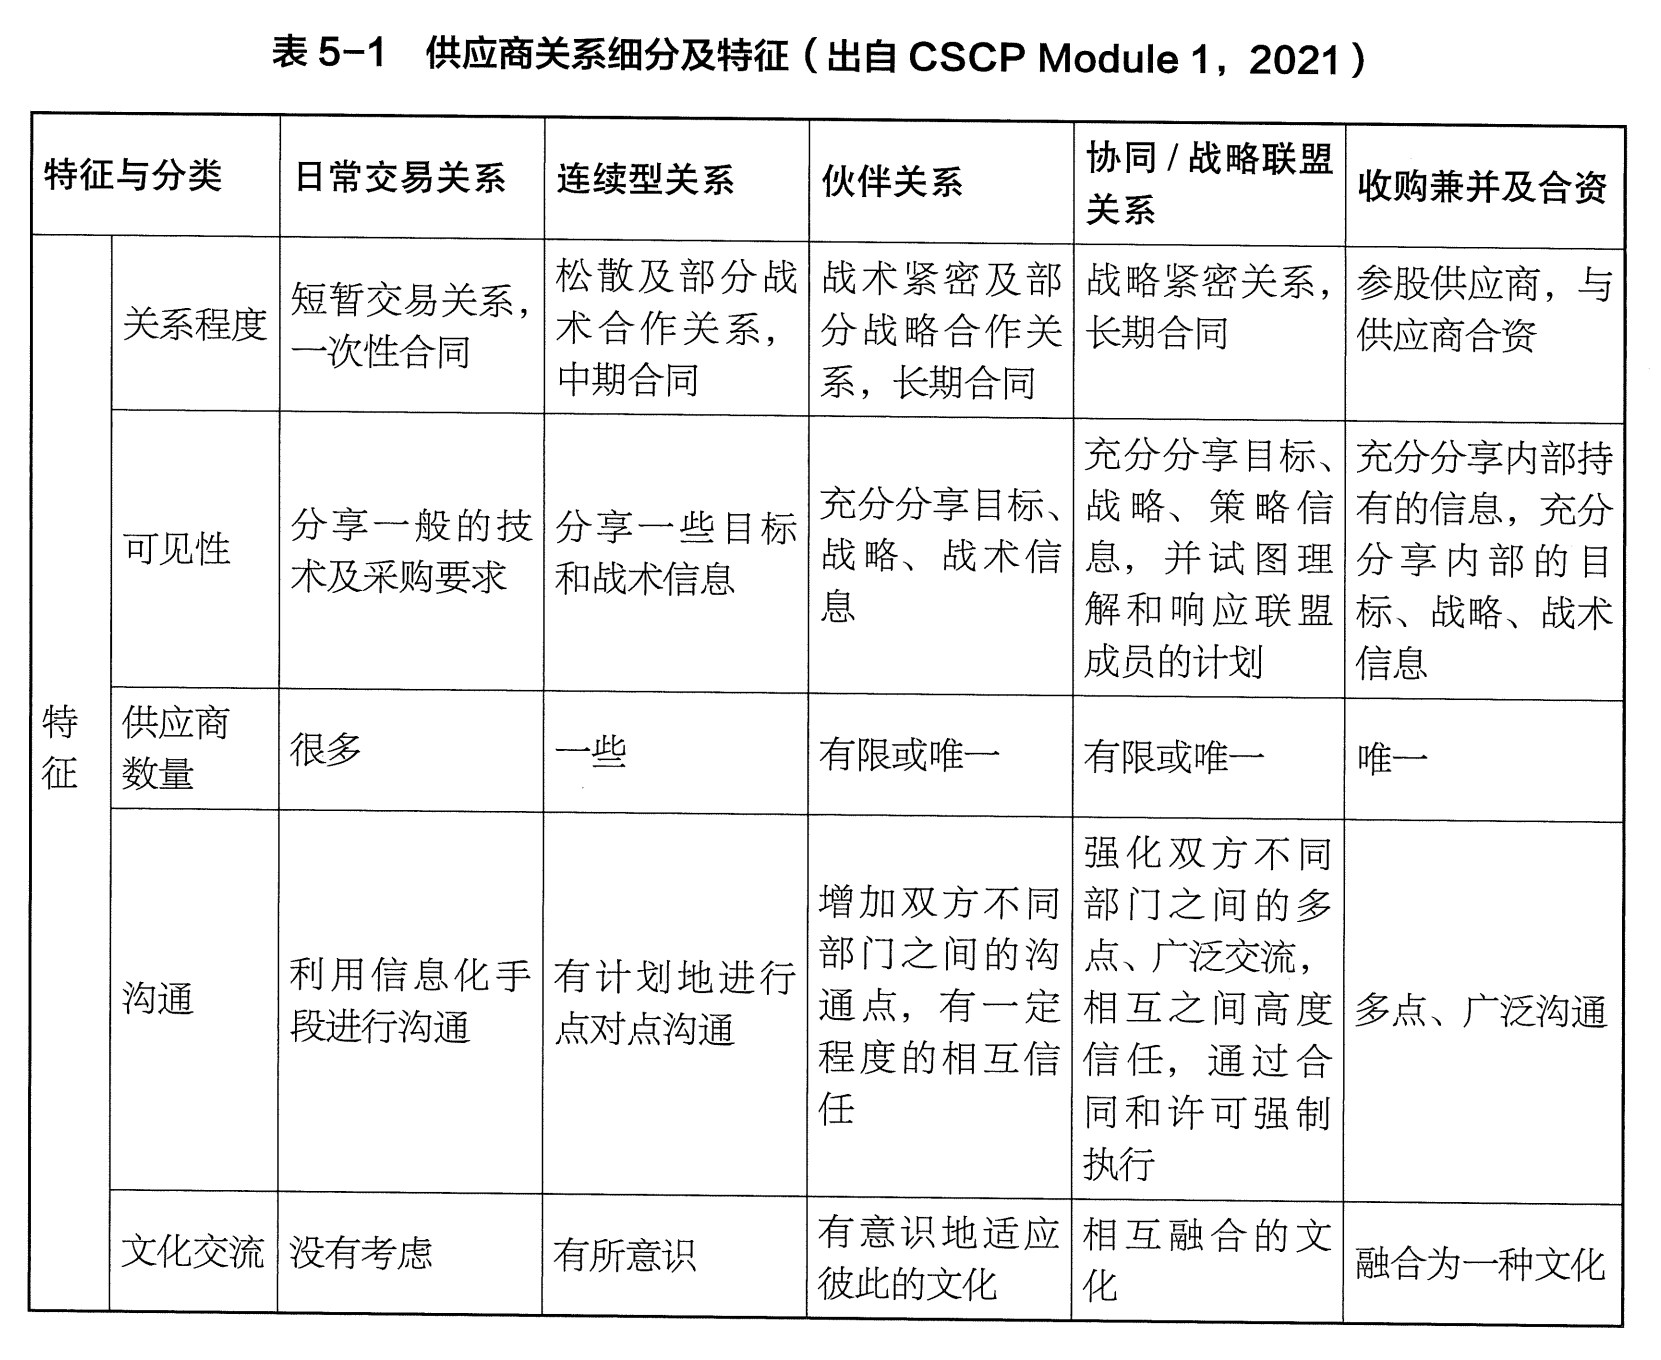 表 5-1　供应商关系细分及特征（出自 CSCP Module 1，2021）
特征与分类
日常交易关系
连续型关系
伙伴关系
协同 / 战略联盟
关系
收购兼并及合资
特
征
关系程度
短暂交易关系，
一次性合同
松散及部分战
术合作关系，
中期合同
战术紧密及部
分战略合作关
系，长期合同
战略紧密关系，
长期合同
参股供应商，与
供应商合资
可见性
分享一般的技
术及采购要求
分享一些目标
和战术信息
充分分享目标、
战略、战术信
息
充分分享目标、
战略、策略信
息，并试图理
解和响应联盟
成员的计划
充分分享内部持
有的信息，充分
分享内部的目
标、战略、战术
信息
供应商
数量
很多
一些
有限或唯一
有限或唯一
唯一
沟通
利用信息化手
段进行沟通
有计划地进行
点对点沟通
增加双方不同
部门之间的沟
通点，有一定
程度的相互信
任
强化双方不同
部门之间的多
点、广泛交流，
相互之间高度
信任，通过合
同和许可强制
执行
多点、广泛沟通
文化交流
没有考虑
有所意识
有意识地适应
彼此的文化
相互融合的文
化
融合为一种文化